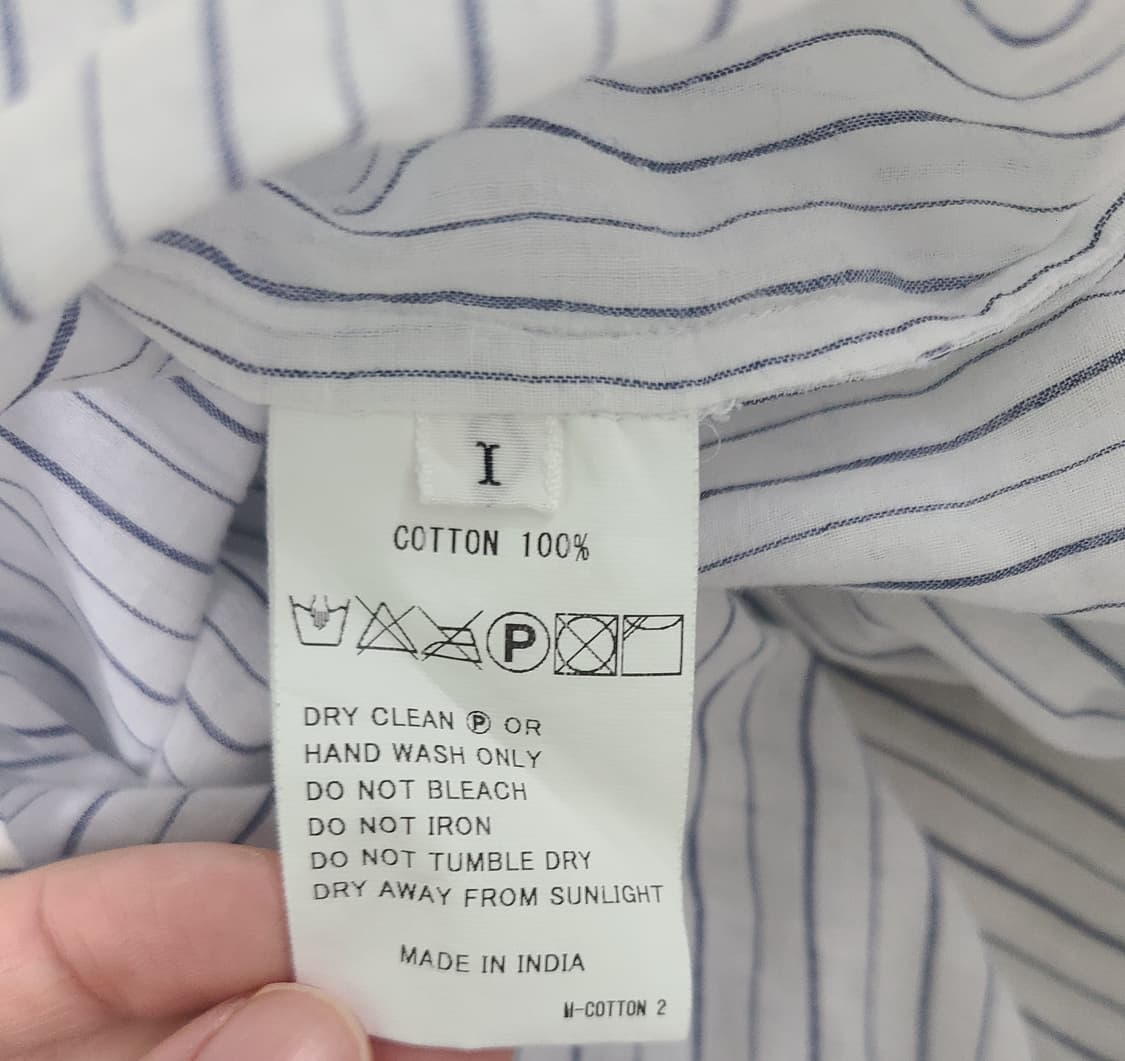 I
COTTON 100%
P
DRY CLEAN Ⓟ OR
HAND WASH ONLY
DO NOT BLEACH
DO NOT IRON
DO NOT TUMBLE DRY
DRY AWAY FROM SUNLIGHT
MADE IN INDIA
M-COTTON 2